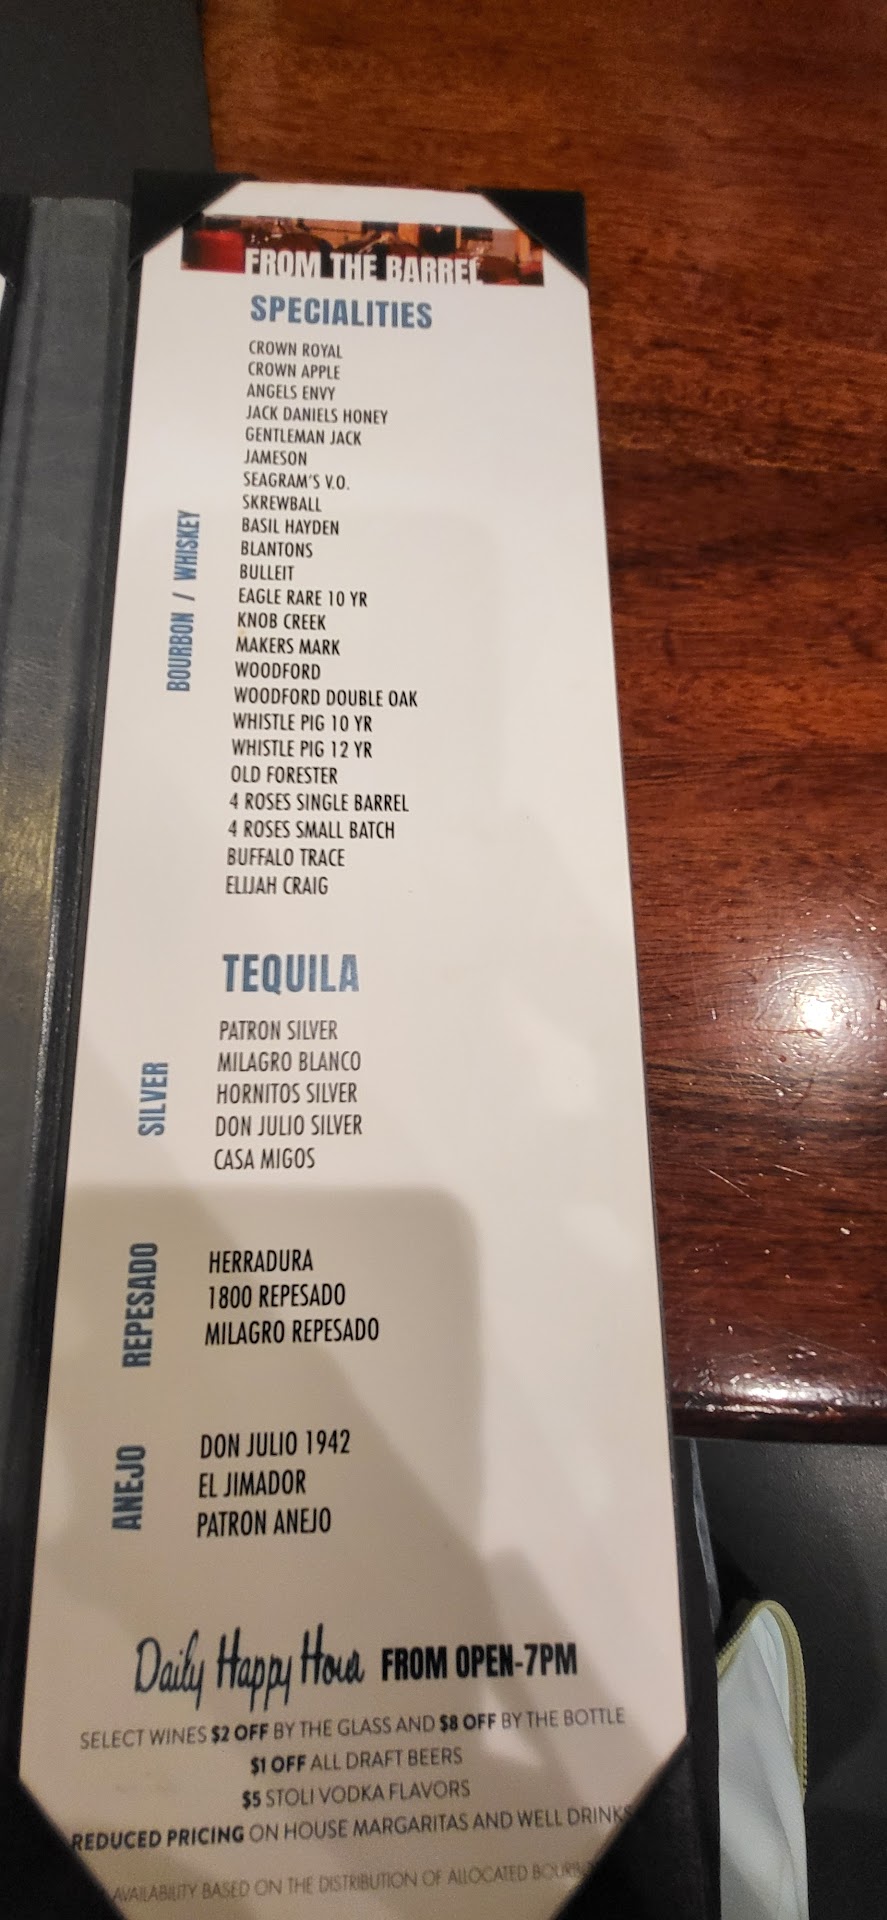 FROM THE BARREL
SPECIALITIES
BOURBON / WHISKEY
CROWN ROYAL
CROWN APPLE
ANGELS ENVY
JACK DANIELS HONEY
GENTLEMAN JACK
JAMESON
SEAGRAM'S V.O.
SKREWBALL
BASIL HAYDEN
BLANTONS
BULLEIT
EAGLE RARE 10 YR
KNOB CREEK
MAKERS MARK
WOODFORD
WOODFORD DOUBLE OAK
WHISTLE PIG 10 YR
WHISTLE PIG 12 YR
OLD FORESTER
4 ROSES SINGLE BARREL
4 ROSES SMALL BATCH
BUFFALO TRACE
ELIJAH CRAIG
TEQUILA
SILVER
PATRON SILVER
MILAGRO BLANCO
HORNITOS SILVER
DON JULIO SILVER
CASA MIGOS
REPESADO
HERRADURA
1800 REPESADO
MILAGRO REPESADO
ANEJO
DON JULIO 1942
EL JIMADOR
PATRON ANEJO
Daily Happy Hour FROM OPEN-7PM
SELECT WINES $2 OFF BY THE GLASS AND $8 OFF BY THE BOTTLE
$1 OFF ALL DRAFT BEERS
$5 STOLI VODKA FLAVORS
REDUCED PRICING ON HOUSE MARGARITAS AND WELL DRINKS
AVAILABILITY BASED ON THE DISTRIBUTION OF ALLOCATED